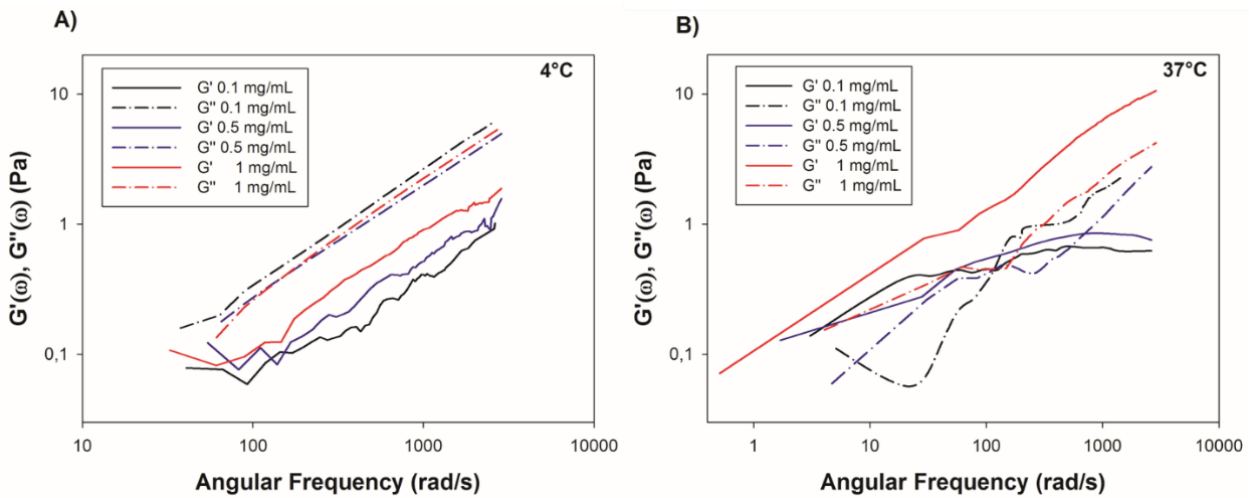 A)
4°C
G' 0.1 mg/mL
G" 0.1 mg/mL
G' 0.5 mg/mL
G" 0.5 mg/mL
G' 1 mg/mL
G" 1 mg/mL
10
1
0,1
G'(ω), G"(ω) (Pa)
10 100 1000 10000
Angular Frequency (rad/s)
B)
37°C
G' 0.1 mg/mL
G" 0.1 mg/mL
G' 0.5 mg/mL
G" 0.5 mg/mL
G' 1 mg/mL
G" 1 mg/mL
10
1
0,1
G'(ω), G"(ω) (Pa)
1 10 100 1000 10000
Angular Frequency (rad/s)